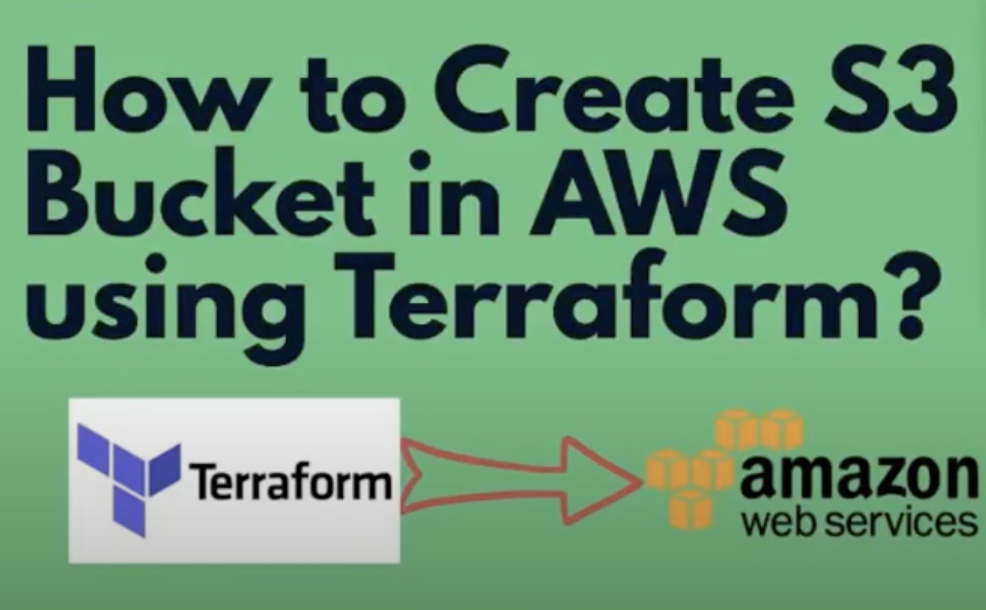 How to Create S3
Bucket in AWS
using Terraform?
Terraform
amazon
web services